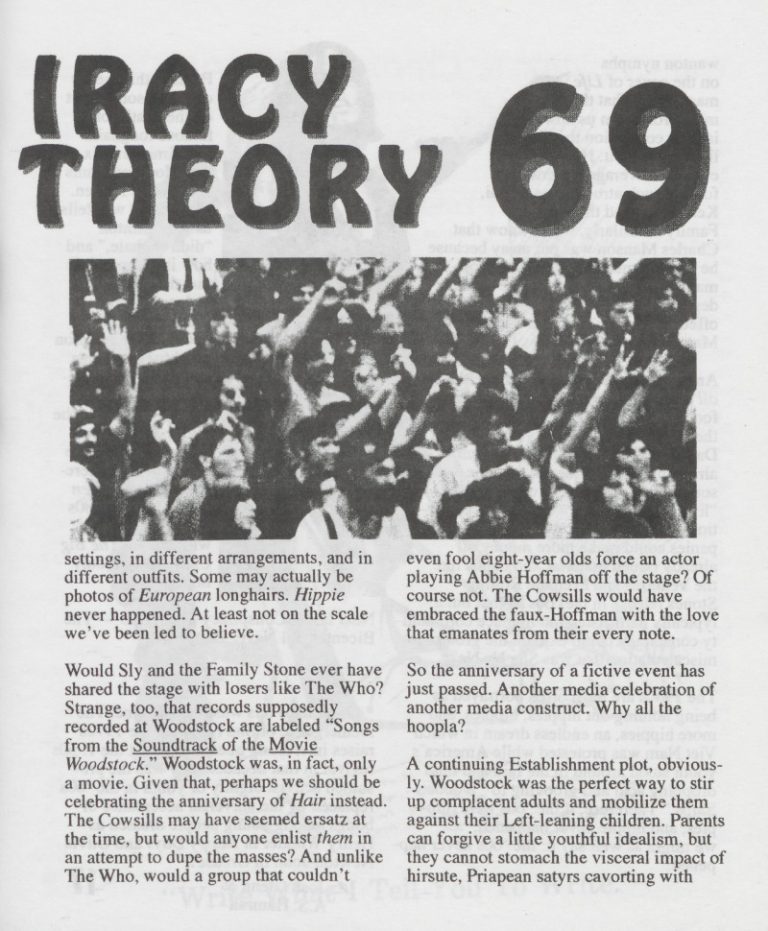 IRACY
THEORY 69
settings, in different arrangements, and in
different outfits. Some may actually be
photos of European longhairs. Hippie
never happened. At least not on the scale
we've been led to believe.
Would Sly and the Family Stone ever have
shared the stage with losers like The Who?
Strange, too, that records supposedly
recorded at Woodstock are labeled “Songs
from the Soundtrack of the Movie
Woodstock.” Woodstock was, in fact, only
a movie. Given that, perhaps we should be
celebrating the anniversary of Hair instead.
The Cowsills may have seemed ersatz at
the time, but would anyone enlist them in
an attempt to dupe the masses? And unlike
The Who, would a group that couldn't
even fool eight-year olds force an actor
playing Abbie Hoffman off the stage? Of
course not. The Cowsills would have
embraced the faux-Hoffman with the love
that emanates from their every note.
So the anniversary of a fictive event has
just passed. Another media celebration of
another media construct. Why all the
hoopla?
A continuing Establishment plot, obvious-
ly. Woodstock was the perfect way to stir
up complacent adults and mobilize them
against their Left-leaning children. Parents
can forgive a little youthful idealism, but
they cannot stomach the visceral impact of
hirsute, Priapean satyrs cavorting with